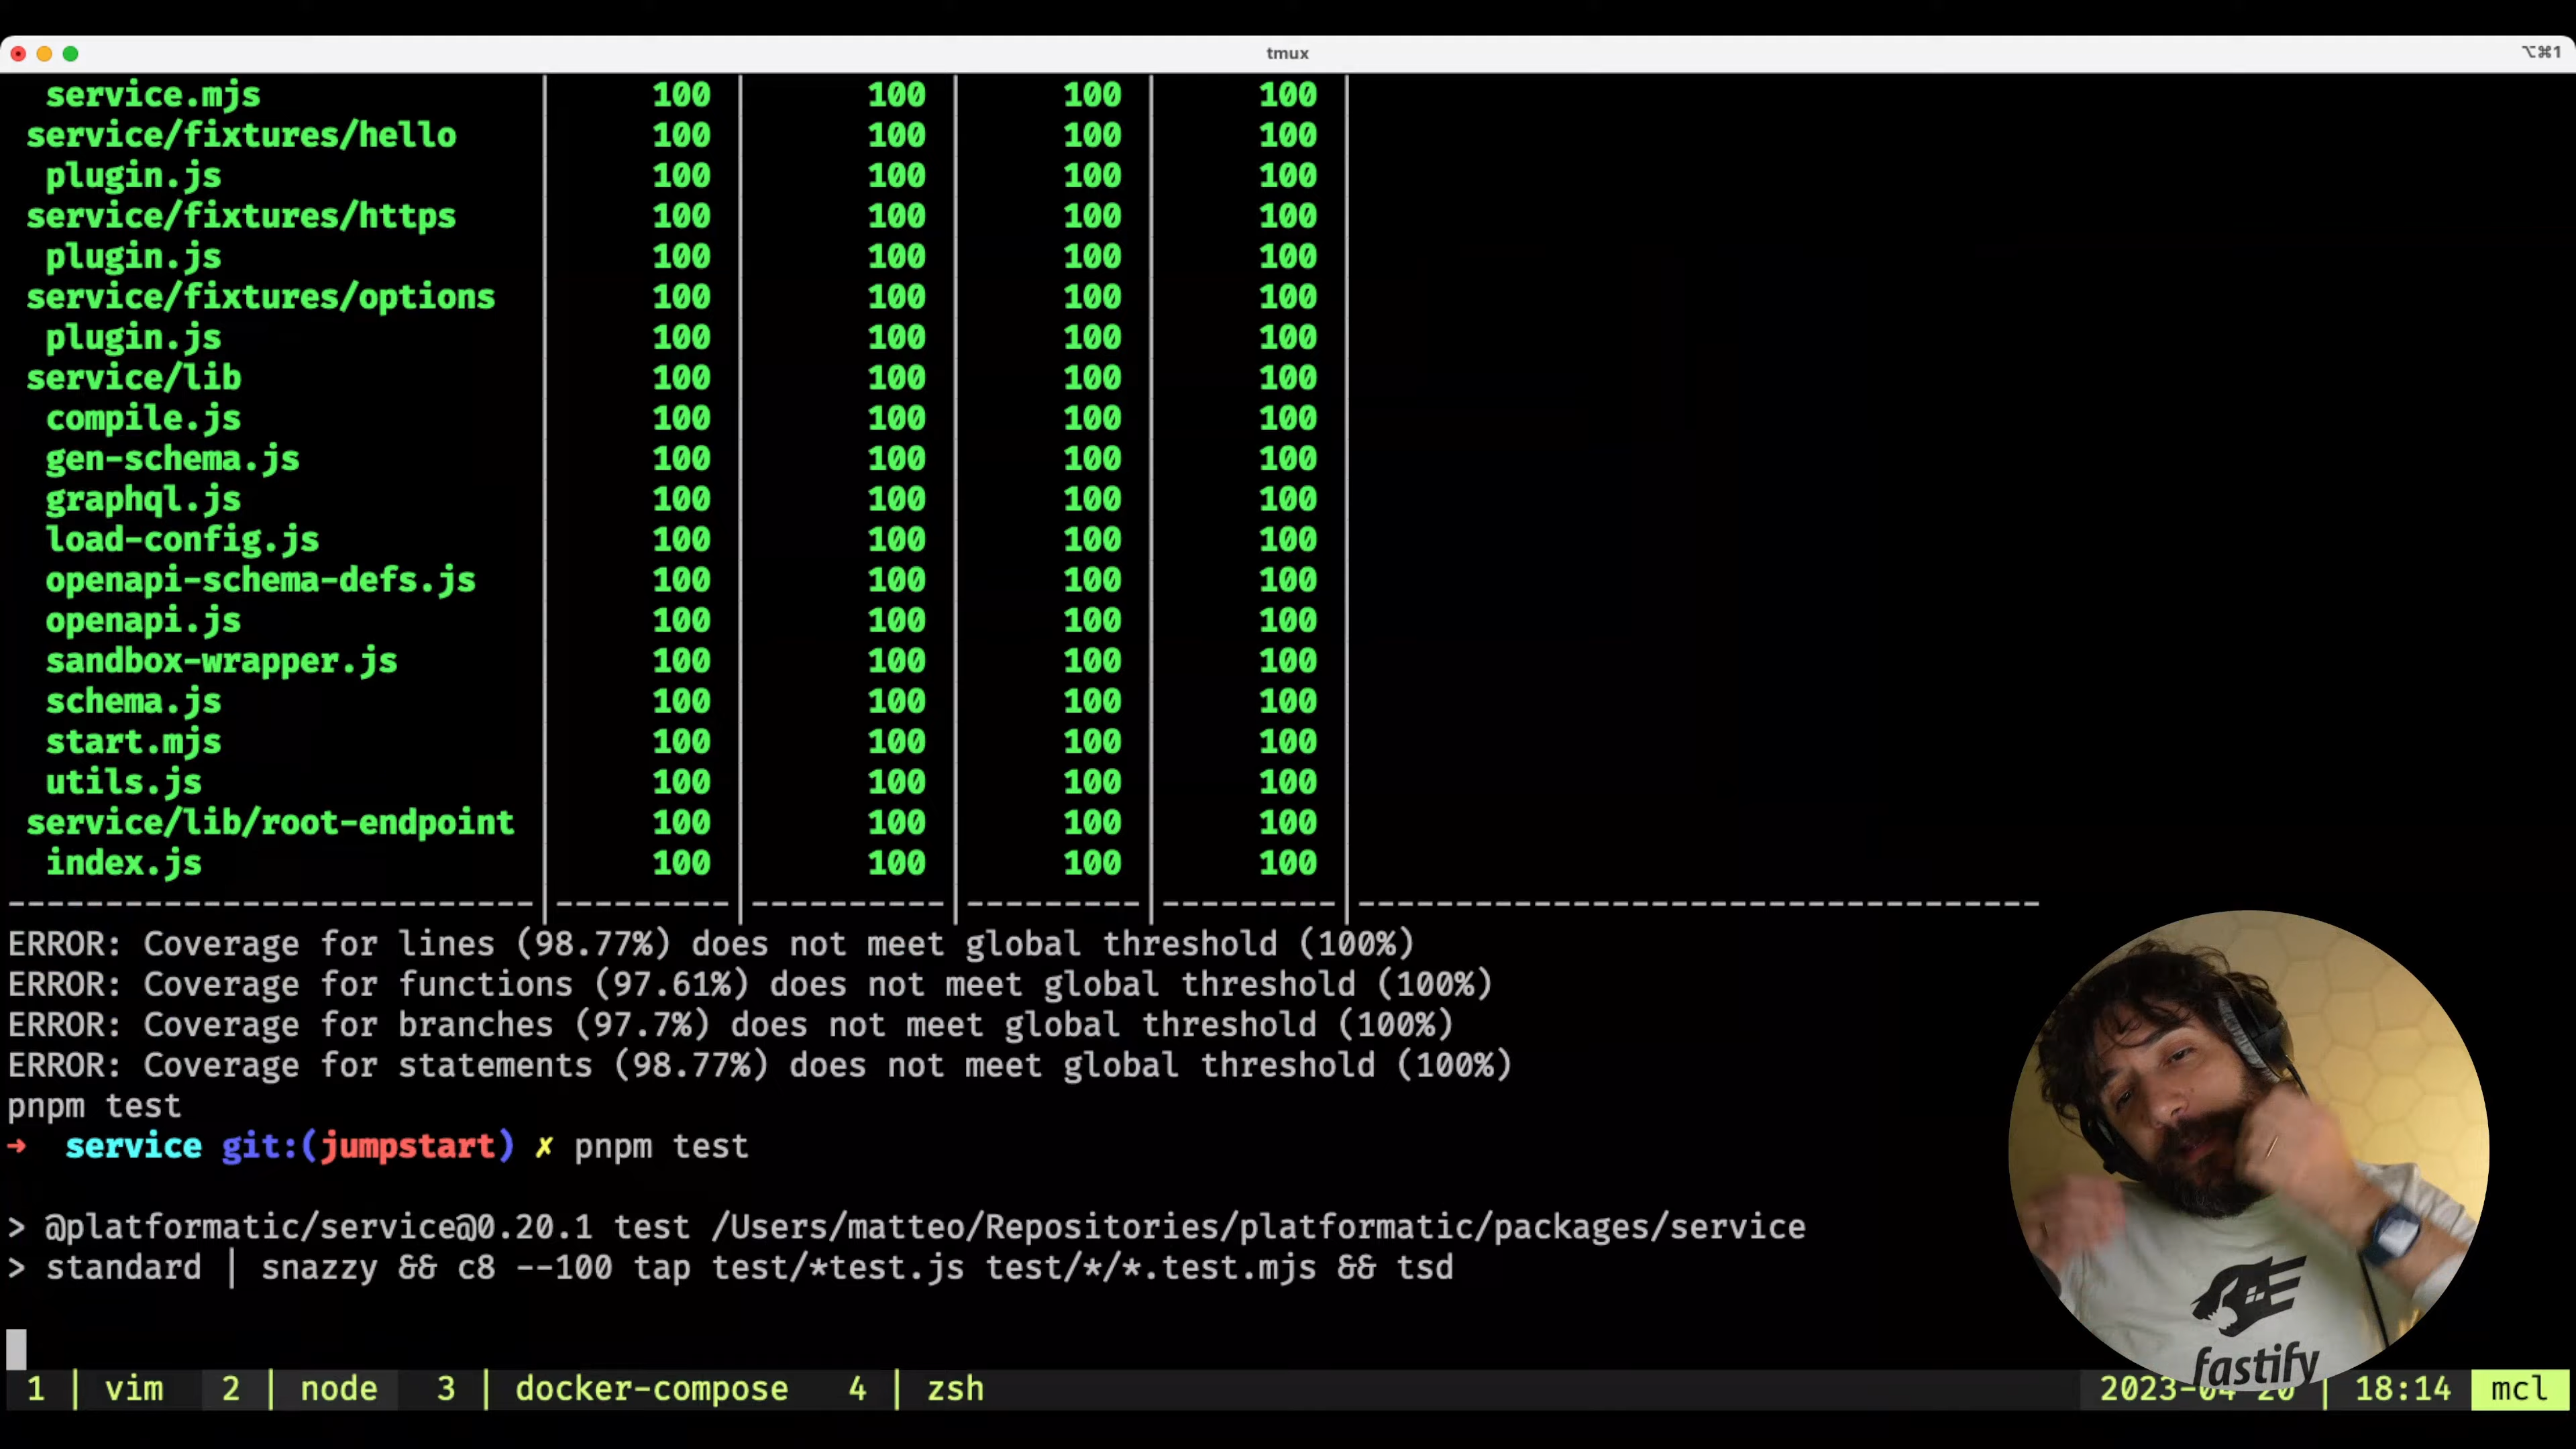 tmux
⌥⌘1
service.mjs | 100 | 100 | 100 | 100 |
service/fixtures/hello | 100 | 100 | 100 | 100 |
plugin.js | 100 | 100 | 100 | 100 |
service/fixtures/https | 100 | 100 | 100 | 100 |
plugin.js | 100 | 100 | 100 | 100 |
service/fixtures/options | 100 | 100 | 100 | 100 |
plugin.js | 100 | 100 | 100 | 100 |
service/lib | 100 | 100 | 100 | 100 |
compile.js | 100 | 100 | 100 | 100 |
gen-schema.js | 100 | 100 | 100 | 100 |
graphql.js | 100 | 100 | 100 | 100 |
load-config.js | 100 | 100 | 100 | 100 |
openapi-schema-defs.js | 100 | 100 | 100 | 100 |
openapi.js | 100 | 100 | 100 | 100 |
sandbox-wrapper.js | 100 | 100 | 100 | 100 |
schema.js | 100 | 100 | 100 | 100 |
start.mjs | 100 | 100 | 100 | 100 |
utils.js | 100 | 100 | 100 | 100 |
service/lib/root-endpoint | 100 | 100 | 100 | 100 |
index.js | 100 | 100 | 100 | 100 |
---------------------------|---------|----------|---------|---------|-----------------------------------
ERROR: Coverage for lines (98.77%) does not meet global threshold (100%)
ERROR: Coverage for functions (97.61%) does not meet global threshold (100%)
ERROR: Coverage for branches (97.7%) does not meet global threshold (100%)
ERROR: Coverage for statements (98.77%) does not meet global threshold (100%)
pnpm test
➜ service git:(jumpstart) ✗ pnpm test
> @platformatic/service@0.20.1 test /Users/matteo/Repositories/platformatic/packages/service
> standard | snazzy && c8 --100 tap test/*test.js test/*/*.test.mjs && tsd
fastify
1 | vim 2 | node 3 | docker-compose 4 | zsh 2023-04-20 | 18:14 mcl